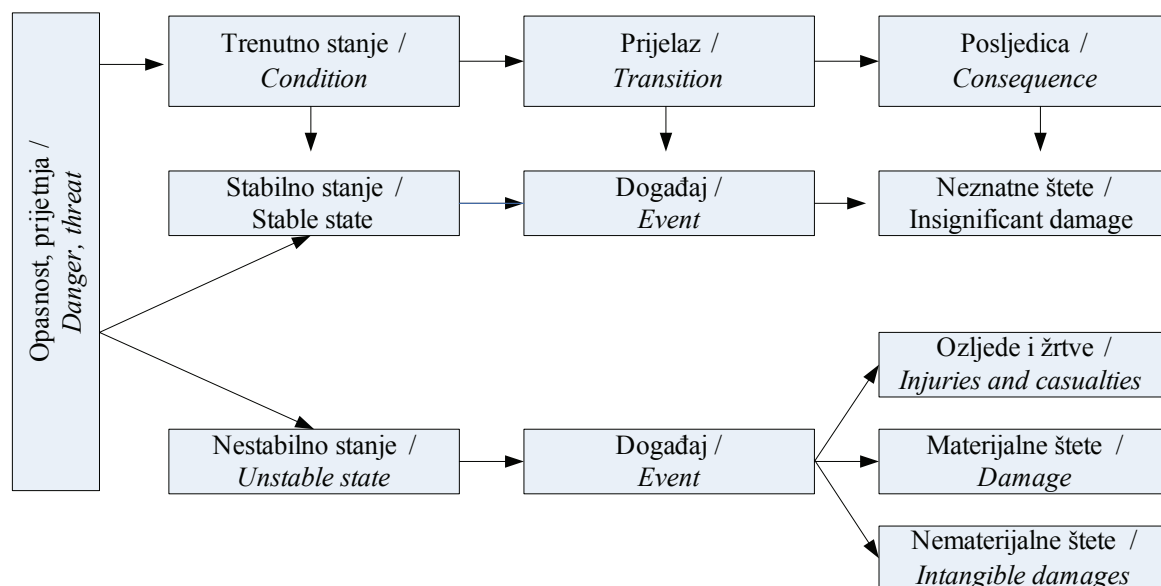 Opasnost, prijetnja /
Danger, threat
Trenutno stanje /
Condition
Prijelaz /
Transition
Posljedica /
Consequence
Stabilno stanje /
Stable state
Događaj /
Event
Neznatne štete /
Insignificant damage
Ozljede i žrtve /
Injuries and casualties
Nestabilno stanje /
Unstable state
Događaj /
Event
Materijalne štete /
Damage
Nematerijalne štete /
Intangible damages